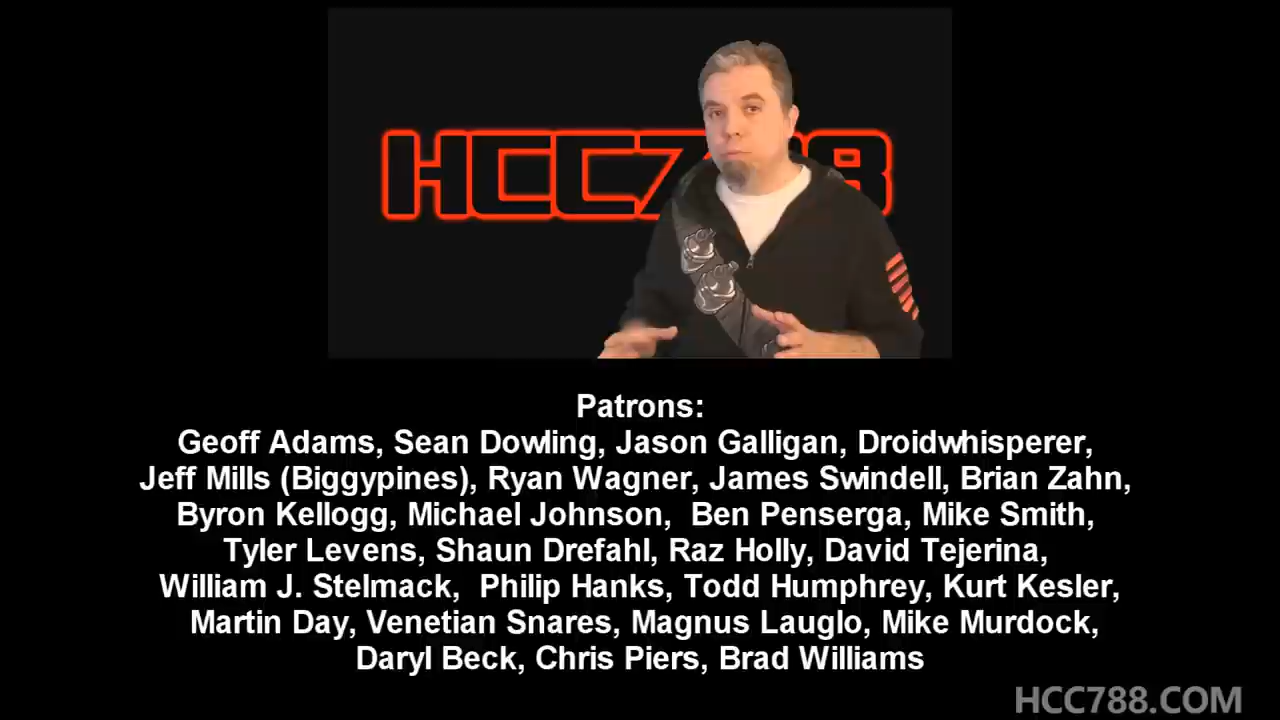 HCC788
Patrons:
Geoff Adams, Sean Dowling, Jason Galligan, Droidwhisperer,
Jeff Mills (Biggypines), Ryan Wagner, James Swindell, Brian Zahn,
Byron Kellogg, Michael Johnson,  Ben Penserga, Mike Smith,
Tyler Levens, Shaun Drefahl, Raz Holly, David Tejerina,
William J. Stelmack,  Philip Hanks, Todd Humphrey, Kurt Kesler,
Martin Day, Venetian Snares, Magnus Lauglo, Mike Murdock,
Daryl Beck, Chris Piers, Brad Williams
HCC788.COM